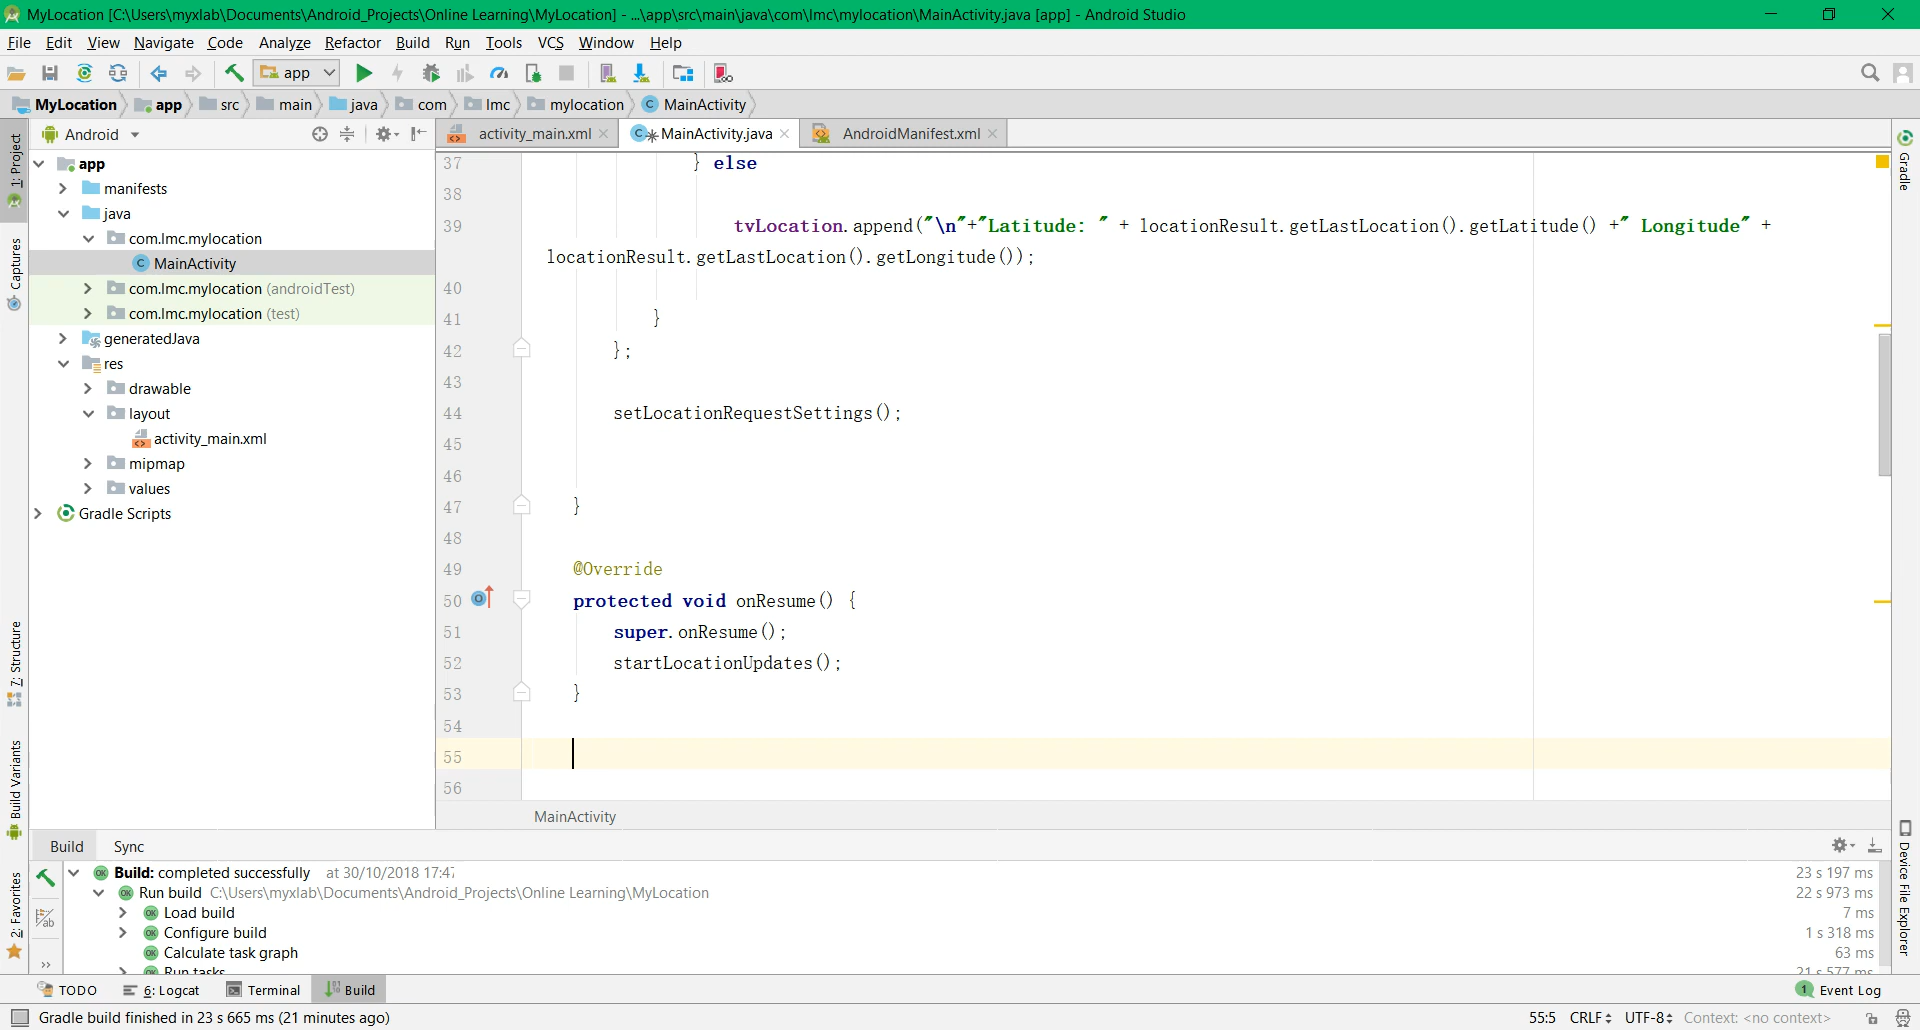 MyLocation [C:\Users\myxlab\Documents\Android_Projects\Online Learning\MyLocation] - ...\app\src\main\java\com\lmc\mylocation\MainActivity.java [app] - Android Studio
File Edit View Navigate Code Analyze Refactor Build Run Tools VCS Window Help
app
MyLocation app src main java com lmc mylocation MainActivity
1: Project
Captures
7: Structure
Build Variants
2: Favorites
Android
app
manifests
java
com.lmc.mylocation
MainActivity
com.lmc.mylocation (androidTest)
com.lmc.mylocation (test)
generatedJava
res
drawable
layout
activity_main.xml
mipmap
values
Gradle Scripts
activity_main.xml MainActivity.java AndroidManifest.xml
37 } else
38
39 tvLocation.append("\n"+"Latitude: " + locationResult.getLastLocation().getLatitude() +" Longitude" +
locationResult.getLastLocation().getLongitude());
40
41 }
42 };
43
44 setLocationRequestSettings();
45
46
47 }
48
49 @Override
50 protected void onResume() {
51 super.onResume();
52 startLocationUpdates();
53 }
54
55
56
MainActivity
Gradle
Device File Explorer
Build Sync
Build: completed successfully at 30/10/2018 17:47 23 s 197 ms
Run build C:\Users\myxlab\Documents\Android_Projects\Online Learning\MyLocation 22 s 973 ms
Load build 7 ms
Configure build 1 s 318 ms
Calculate task graph 63 ms
Run tasks 21 s 577 ms
TODO 6: Logcat Terminal Build 1 Event Log
Gradle build finished in 23 s 665 ms (21 minutes ago) 55:5 CRLF UTF-8 Context: <no context>